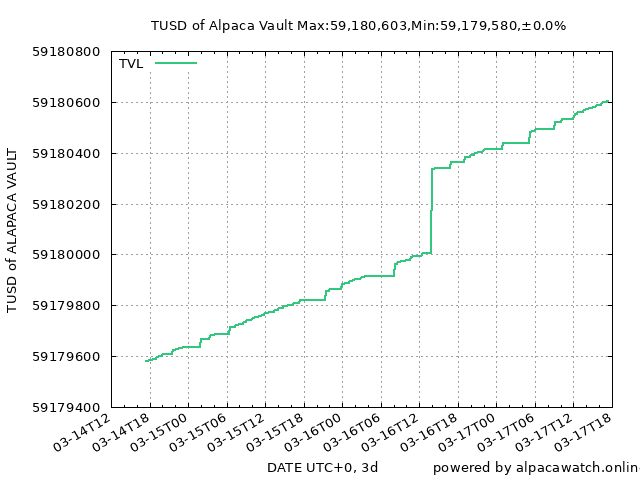 TUSD of Alpaca Vault Max:59,180,603,Min:59,179,580,±0.0%
TVL
59180800
59180600
59180400
59180200
59180000
59179800
59179600
59179400
TUSD of ALAPACA VAULT
03-14T12
03-14T18
03-15T00
03-15T06
03-15T12
03-15T18
03-16T00
03-16T06
03-16T12
03-16T18
03-17T00
03-17T06
03-17T12
03-17T18
DATE UTC+0, 3d
powered by alpacawatch.onlin